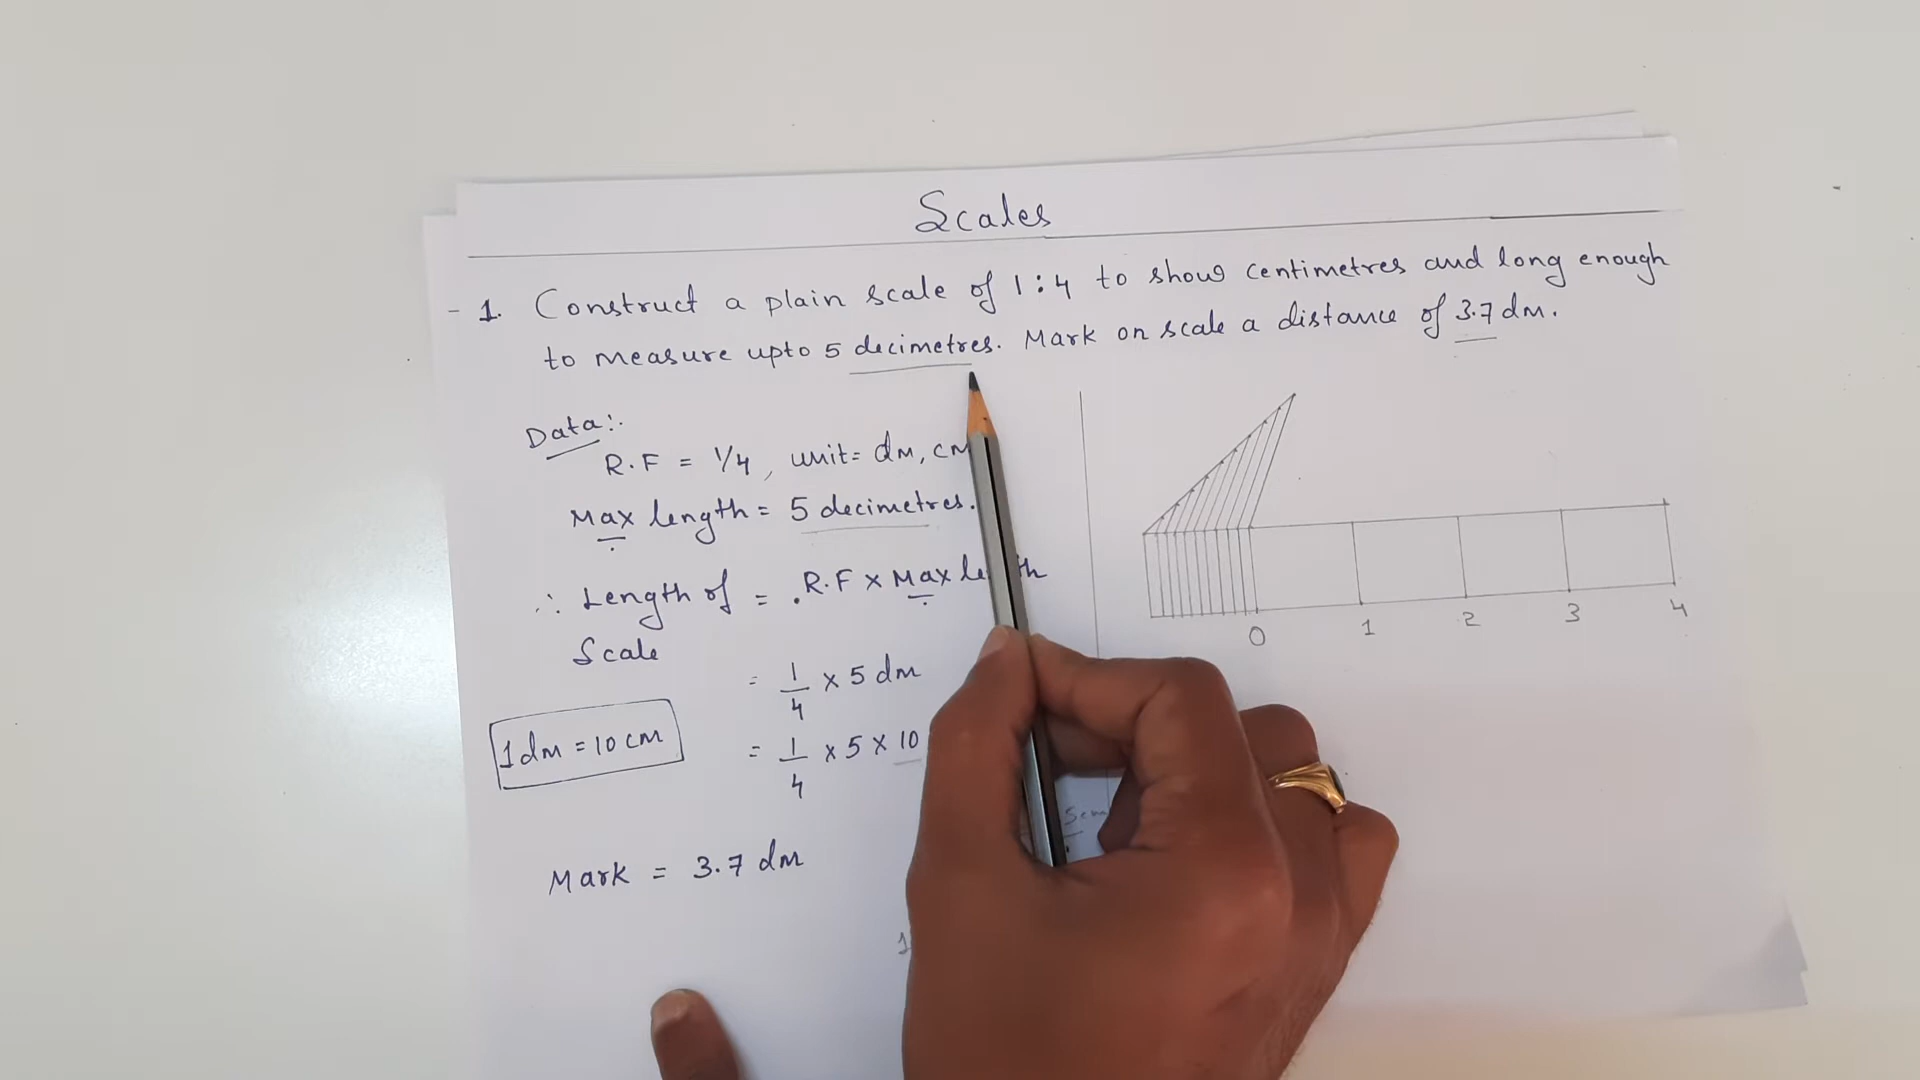 Scales
1. Construct a plain scale of 1:4 to show centimetres and long enough
to measure upto 5 decimetres. Mark on scale a distance of 3.7 dm.
Data:
R.F = 1/4, unit= dm, cm
Max length = 5 decimetres.
∴ Length of = R.F x Max
Scale
= 1/4 x 5 dm
1dm = 10 cm
= 1/4 x 5 x 10
Mark = 3.7 dm
0 1 2 3 4